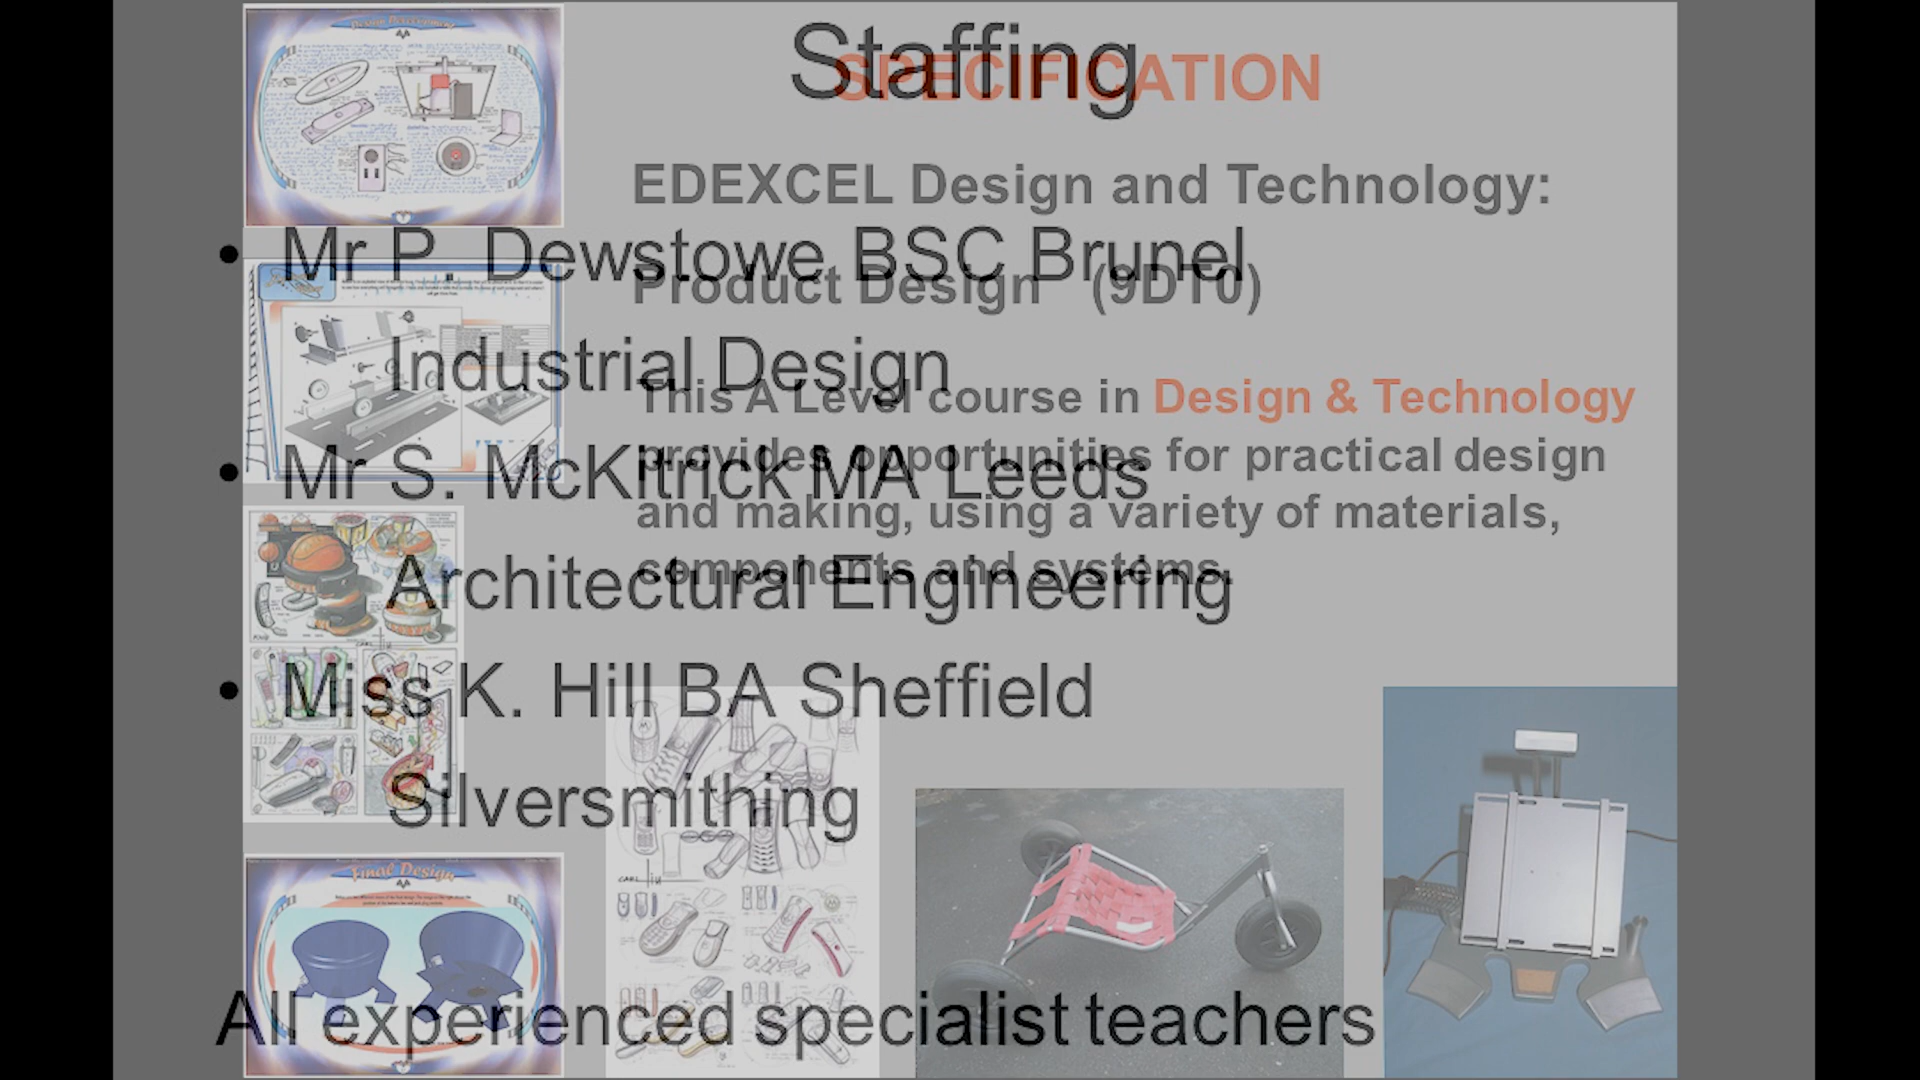 Staffing
SPECIFICATION
EDEXCEL Design and Technology:
• Mr P. Dewstowe BSC Brunel
Product Design (9DT0)
Industrial Design
This A Level course in Design & Technology
• Mr S. McKitrick MA Leeds
provides opportunities for practical design
and making, using a variety of materials,
components and systems.
Architectural Engineering
• Miss K. Hill BA Sheffield
Silversmithing
All experienced specialist teachers
Design Development
Final Design